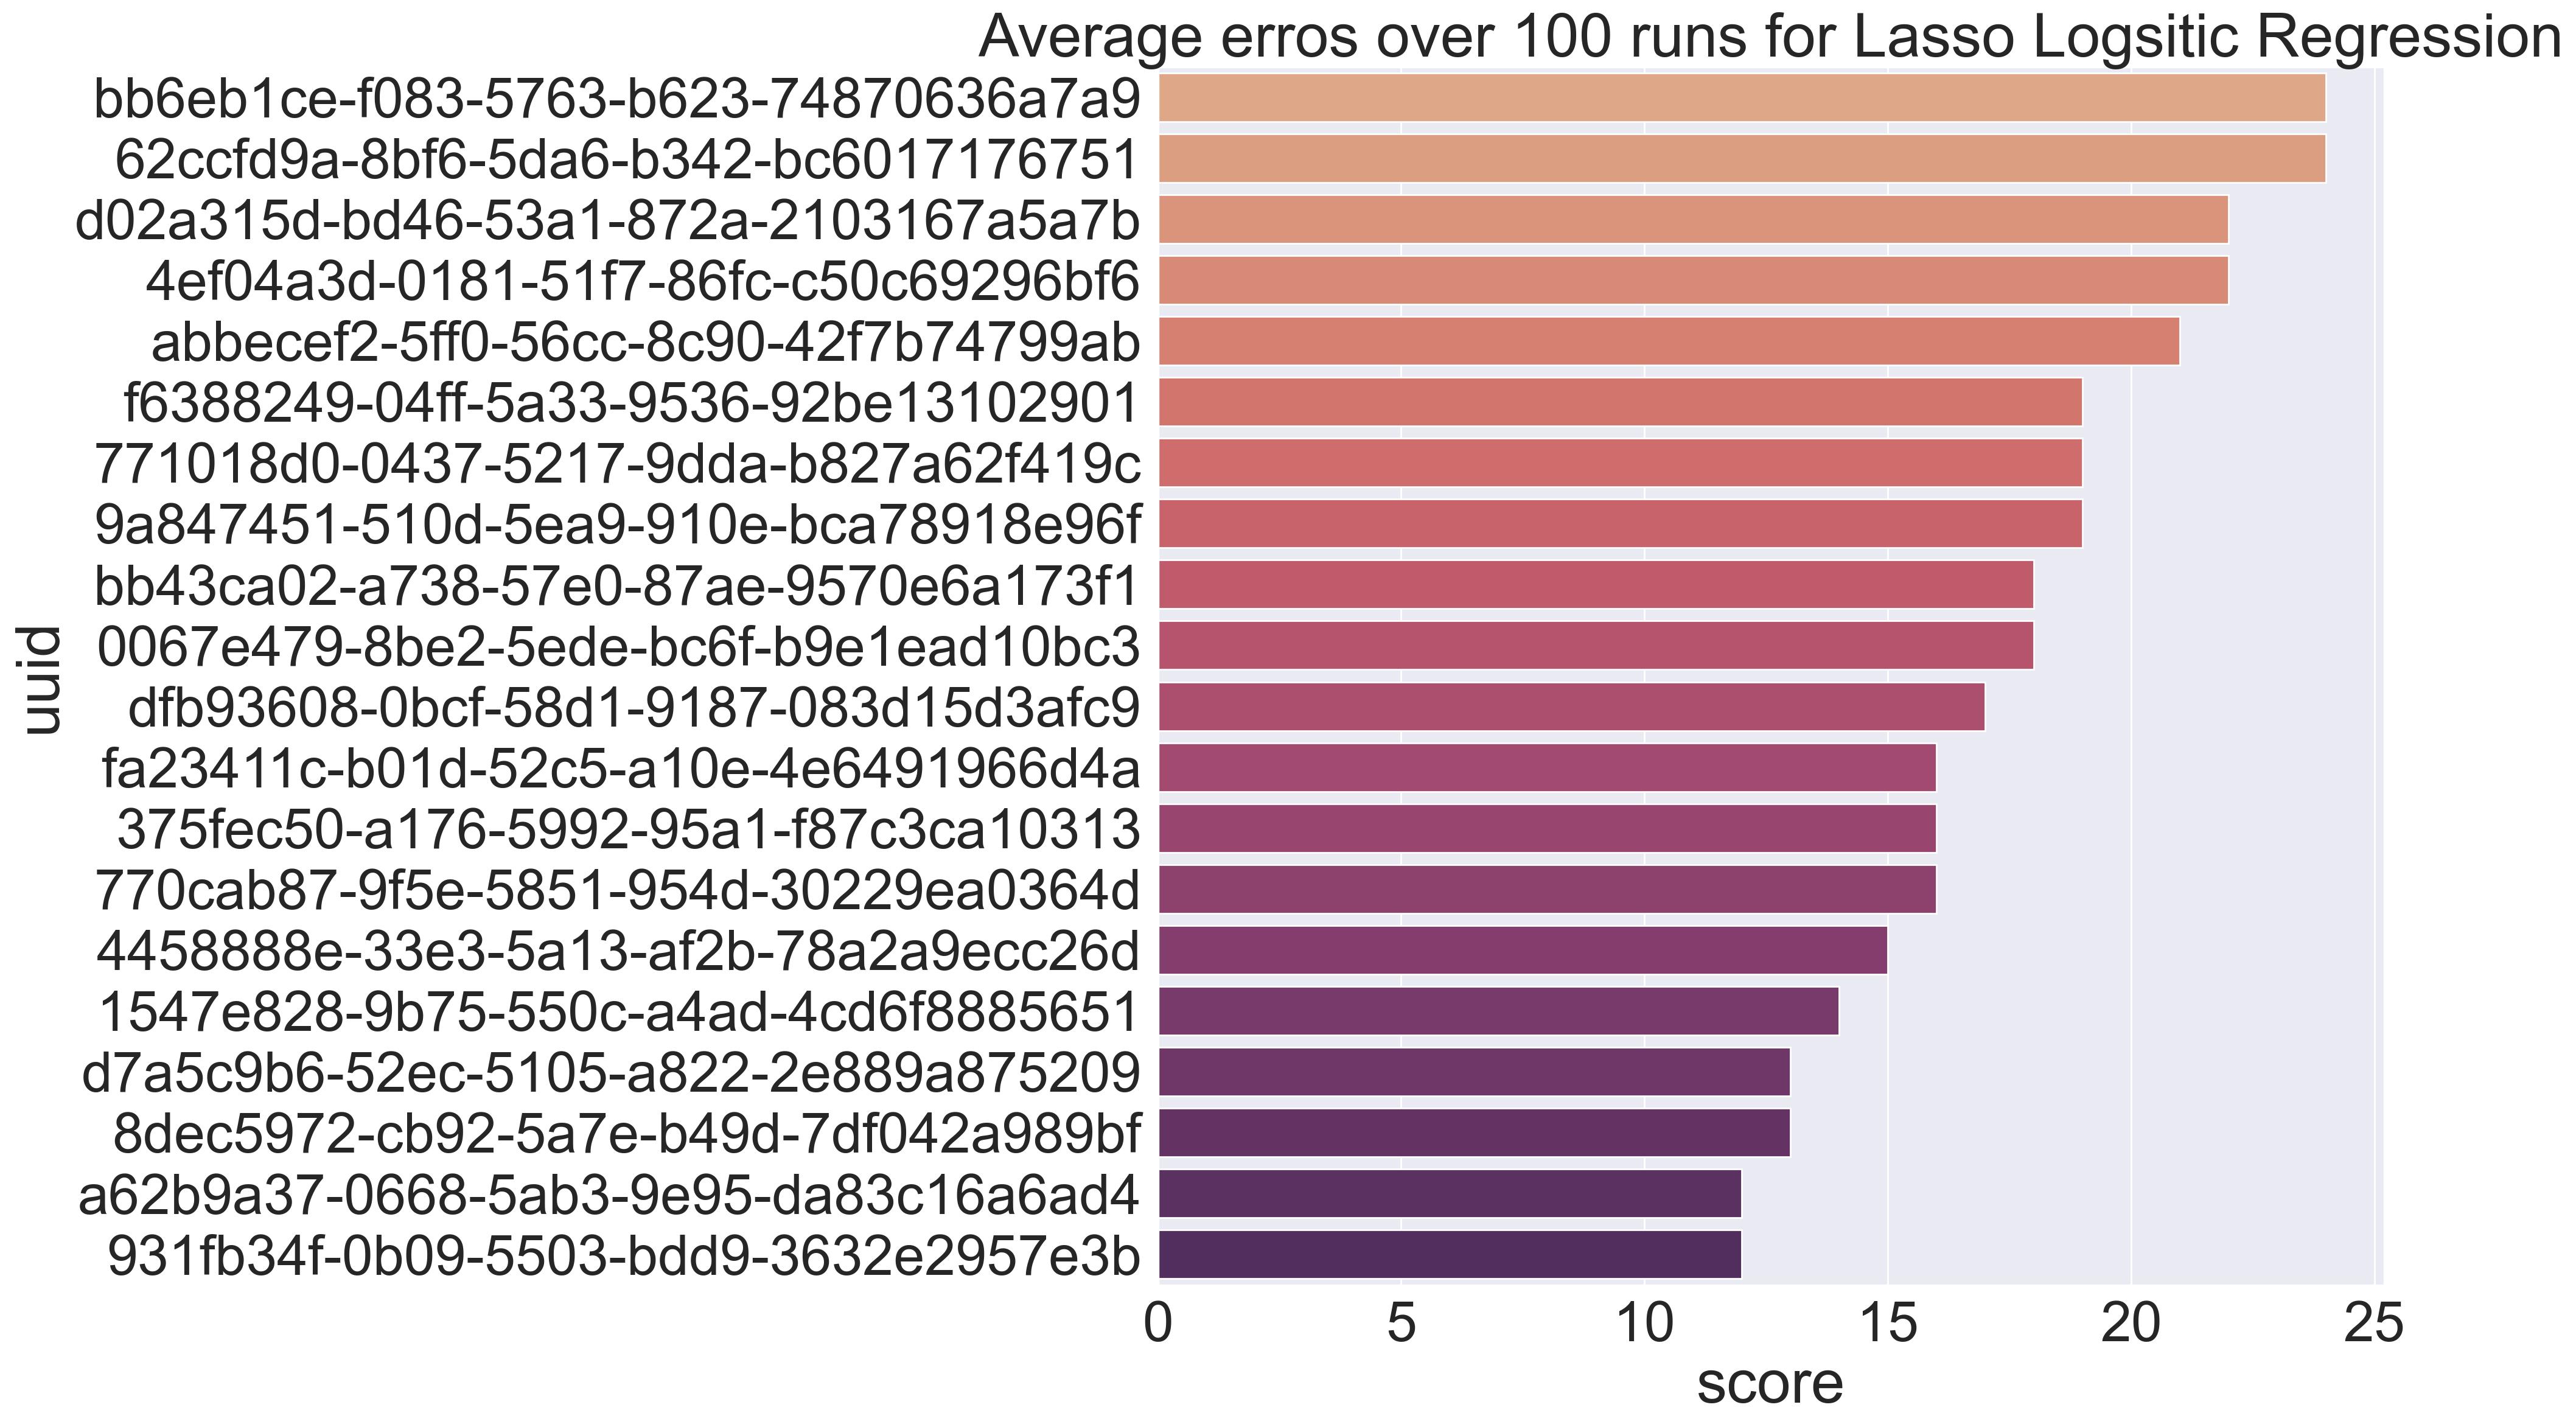 Average erros over 100 runs for Lasso Logsitic Regression
bb6eb1ce-f083-5763-b623-74870636a7a9
62ccfd9a-8bf6-5da6-b342-bc6017176751
d02a315d-bd46-53a1-872a-2103167a5a7b
4ef04a3d-0181-51f7-86fc-c50c69296bf6
abbecef2-5ff0-56cc-8c90-42f7b74799ab
f6388249-04ff-5a33-9536-92be13102901
771018d0-0437-5217-9dda-b827a62f419c
9a847451-510d-5ea9-910e-bca78918e96f
bb43ca02-a738-57e0-87ae-9570e6a173f1
0067e479-8be2-5ede-bc6f-b9e1ead10bc3
dfb93608-0bcf-58d1-9187-083d15d3afc9
fa23411c-b01d-52c5-a10e-4e6491966d4a
375fec50-a176-5992-95a1-f87c3ca10313
770cab87-9f5e-5851-954d-30229ea0364d
4458888e-33e3-5a13-af2b-78a2a9ecc26d
1547e828-9b75-550c-a4ad-4cd6f8885651
d7a5c9b6-52ec-5105-a822-2e889a875209
8dec5972-cb92-5a7e-b49d-7df042a989bf
a62b9a37-0668-5ab3-9e95-da83c16a6ad4
931fb34f-0b09-5503-bdd9-3632e2957e3b
uuid
0 5 10 15 20 25
score